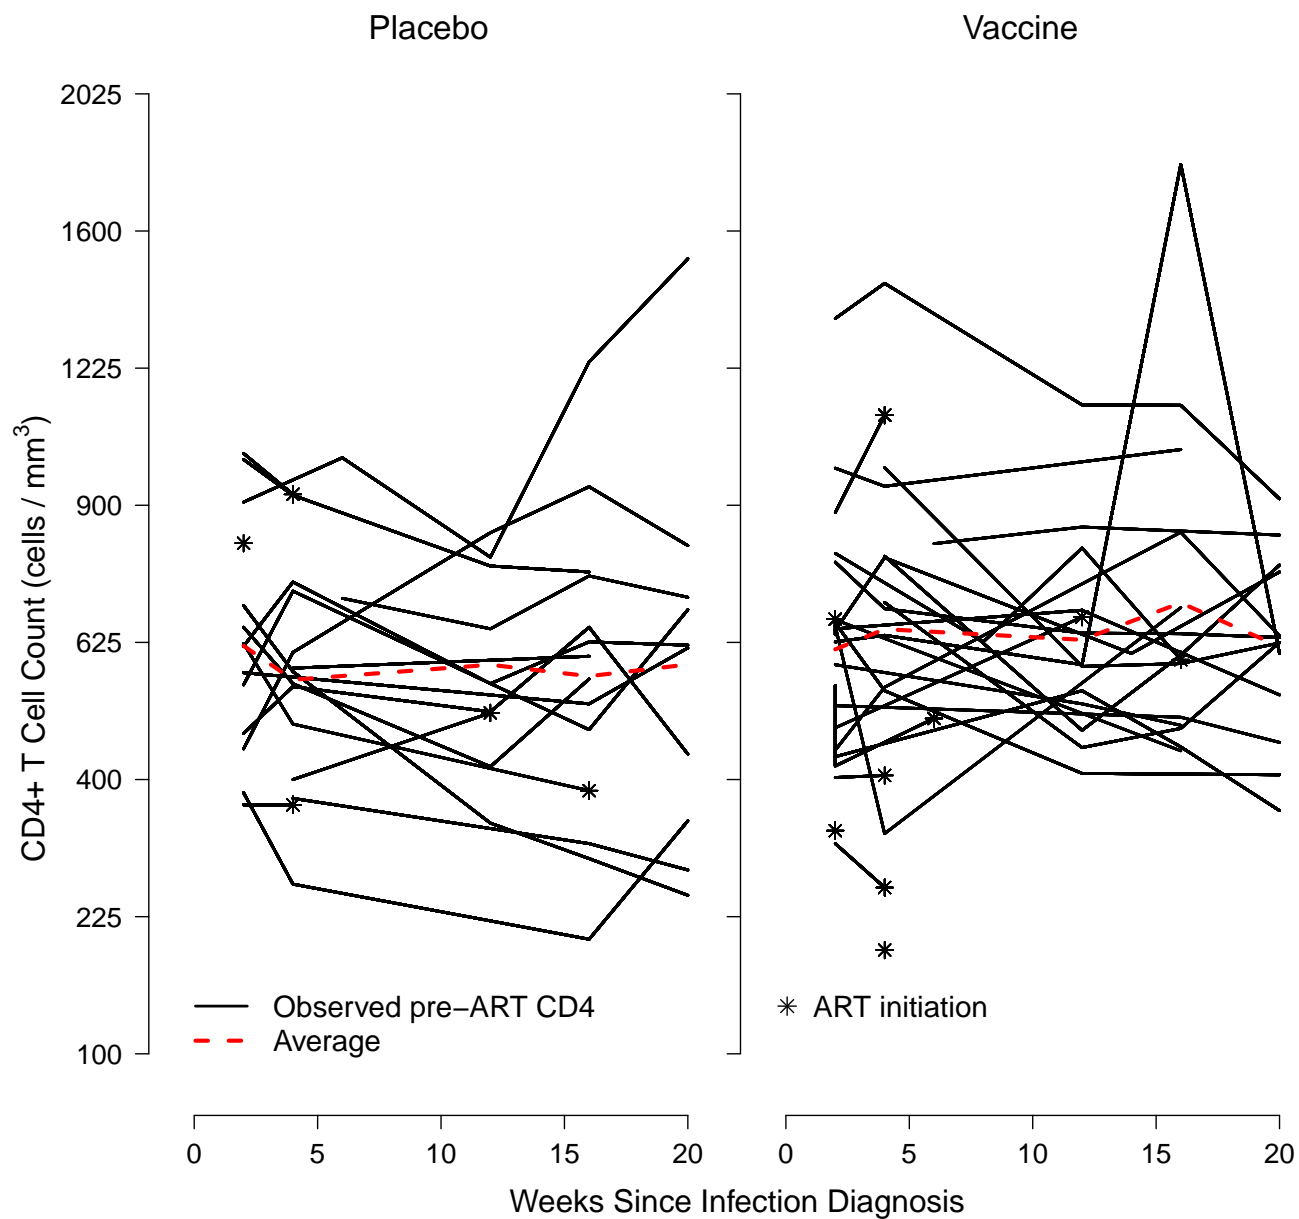 Placebo
Vaccine
CD4+ T Cell Count (cells / mm³)
2025
1600
1225
900
625
400
225
100
Observed pre−ART CD4
Average
ART initiation
0 5 10 15 20
0 5 10 15 20
Weeks Since Infection Diagnosis